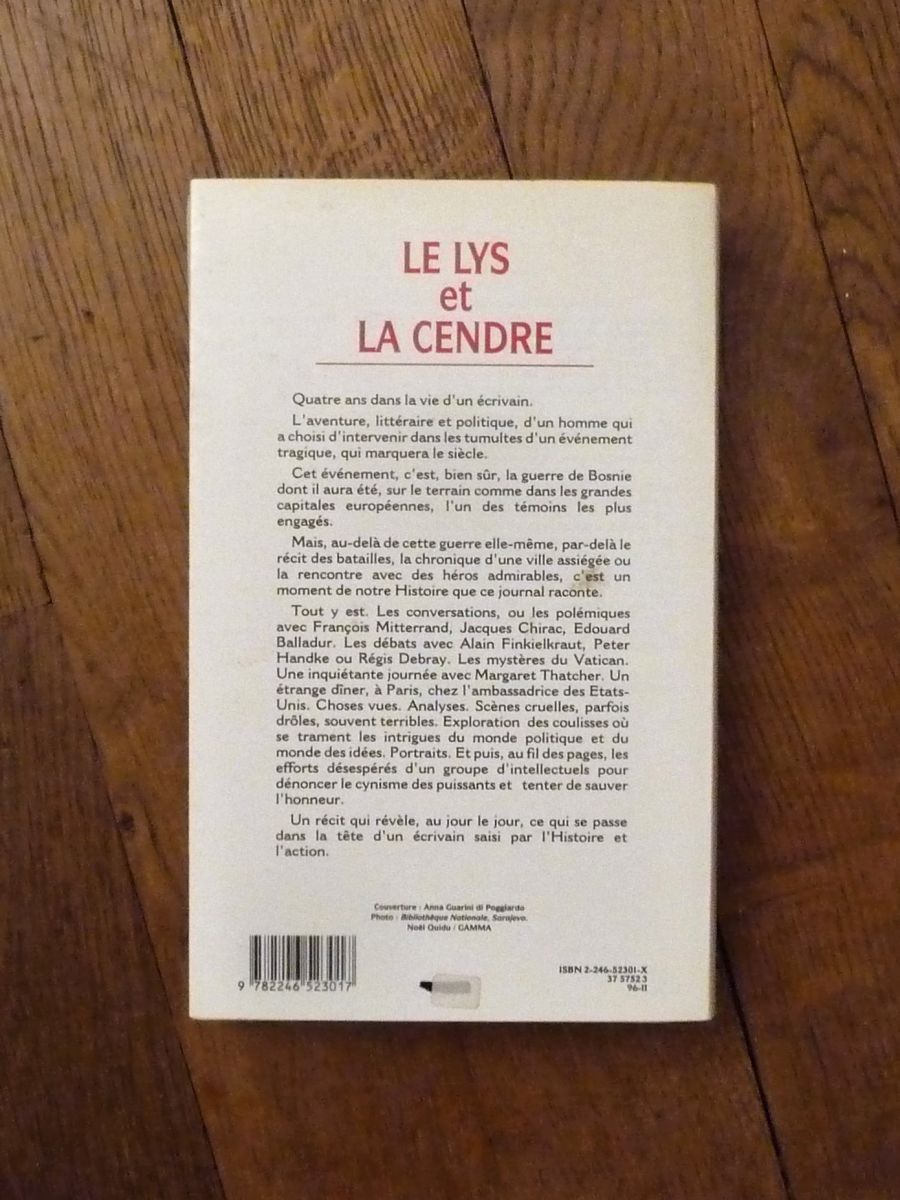 LE LYS
et
LA CENDRE
Quatre ans dans la vie d'un écrivain.
L'aventure, littéraire et politique, d'un homme qui
a choisi d'intervenir dans les tumultes d'un événement
tragique, qui marquera le siècle.
Cet événement, c'est, bien sûr, la guerre de Bosnie
dont il aura été, sur le terrain comme dans les grandes
capitales européennes, l'un des témoins les plus
engagés.
Mais, au-delà de cette guerre elle-même, par-delà le
récit des batailles, la chronique d'une ville assiégée ou
la rencontre avec des héros admirables, c'est un
moment de notre Histoire que ce journal raconte.
Tout y est. Les conversations, ou les polémiques
avec François Mitterrand, Jacques Chirac, Edouard
Balladur. Les débats avec Alain Finkielkraut, Peter
Handke ou Régis Debray. Les mystères du Vatican.
Une inquiétante journée avec Margaret Thatcher. Un
étrange dîner, à Paris, chez l'ambassadrice des Etats-
Unis. Choses vues. Analyses. Scènes cruelles, parfois
drôles, souvent terribles. Exploration des coulisses où
se trament les intrigues du monde politique et du
monde des idées. Portraits. Et puis, au fil des pages, les
efforts désespérés d'un groupe d'intellectuels pour
dénoncer le cynisme des puissants et tenter de sauver
l'honneur.
Un récit qui révèle, au jour le jour, ce qui se passe
dans la tête d'un écrivain saisi par l'Histoire et
l'action.
Couverture : Anna Guarini di Poggiardo
Photo : Bibliothèque Nationale, Sarajevo.
Noël Quidu / GAMMA
9 782246 523017
ISBN 2-246-52301-X
37 5752 3
96-II